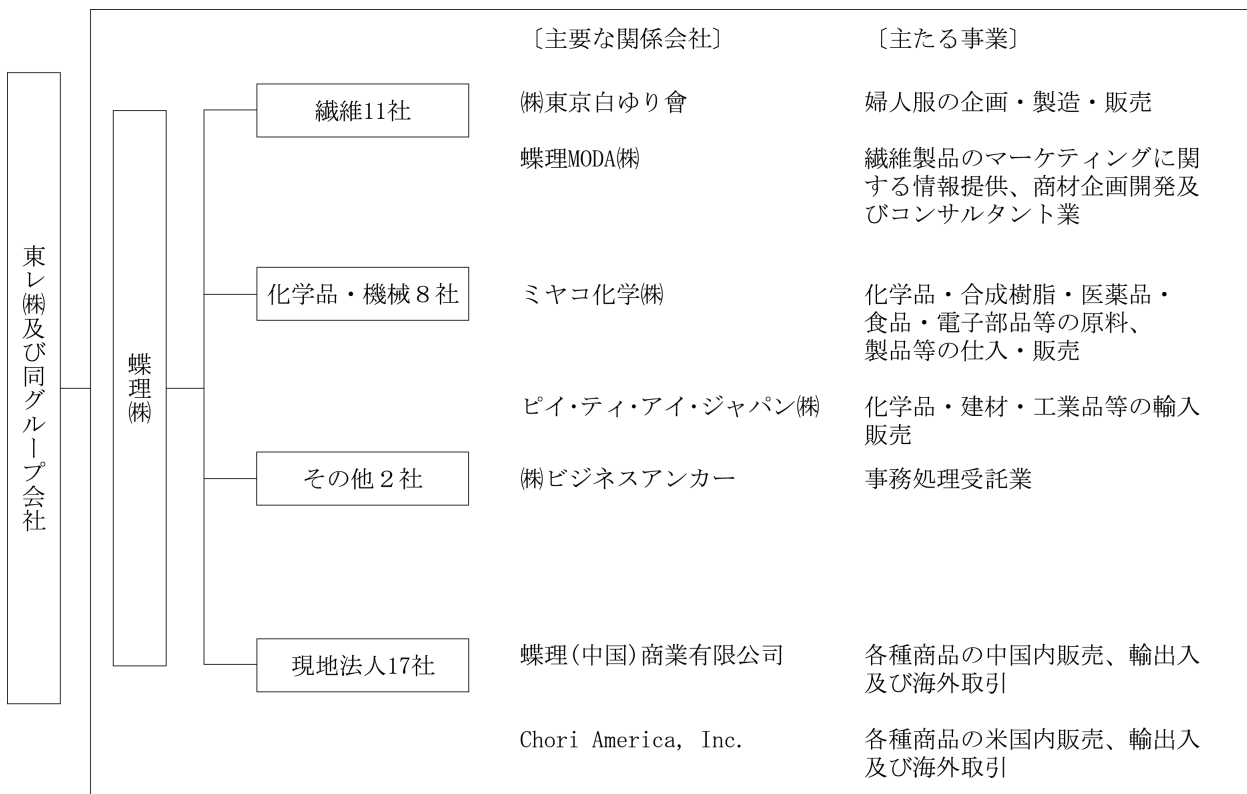 〔主要な関係会社〕 〔主たる事業〕
東レ㈱及び同グループ会社
蝶理㈱
繊維11社
㈱東京白ゆり會
婦人服の企画・製造・販売
蝶理MODA㈱
繊維製品のマーケティングに関
する情報提供、商材企画開発及
びコンサルタント業
化学品・機械８社
ミヤコ化学㈱
化学品・合成樹脂・医薬品・
食品・電子部品等の原料、
製品等の仕入・販売
ピイ・ティ・アイ・ジャパン㈱
化学品・建材・工業品等の輸入
販売
その他２社
㈱ビジネスアンカー
事務処理受託業
現地法人17社
蝶理(中国)商業有限公司
各種商品の中国内販売、輸出入
及び海外取引
Chori America, Inc.
各種商品の米国内販売、輸出入
及び海外取引